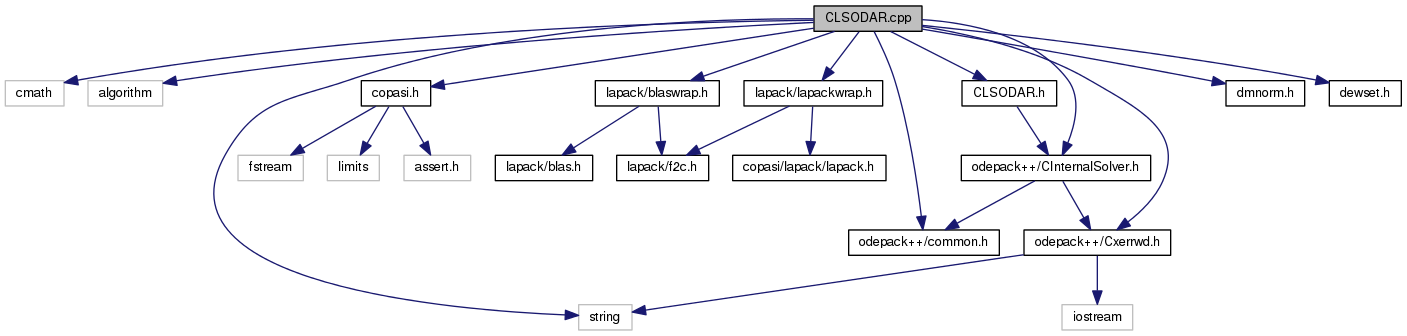 CLSODAR.cpp
cmath
algorithm
copasi.h
lapack/blaswrap.h
lapack/lapackwrap.h
CLSODAR.h
dmnorm.h
dewset.h
fstream
limits
assert.h
lapack/blas.h
lapack/f2c.h
copasi/lapack/lapack.h
odepack++/CInternalSolver.h
odepack++/common.h
odepack++/Cxerrwd.h
string
iostream